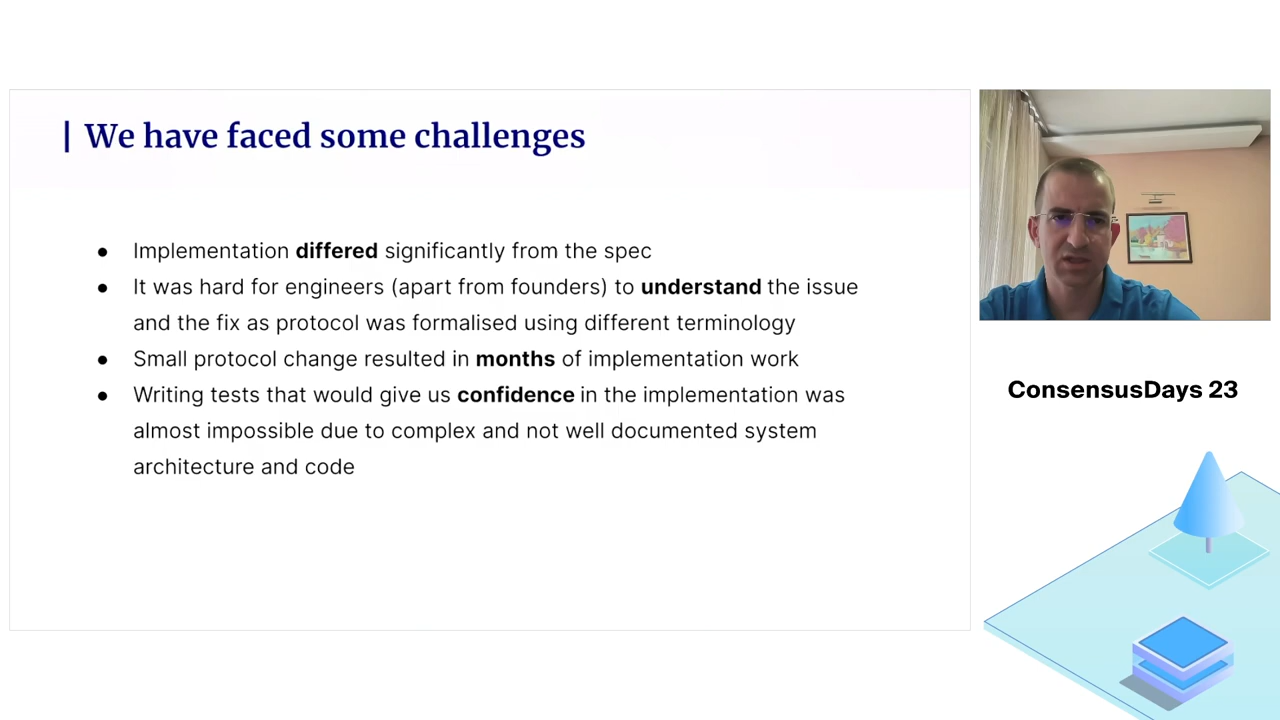 | We have faced some challenges
● Implementation differed significantly from the spec
● It was hard for engineers (apart from founders) to understand the issue
and the fix as protocol was formalised using different terminology
● Small protocol change resulted in months of implementation work
● Writing tests that would give us confidence in the implementation was
almost impossible due to complex and not well documented system
architecture and code
ConsensusDays 23